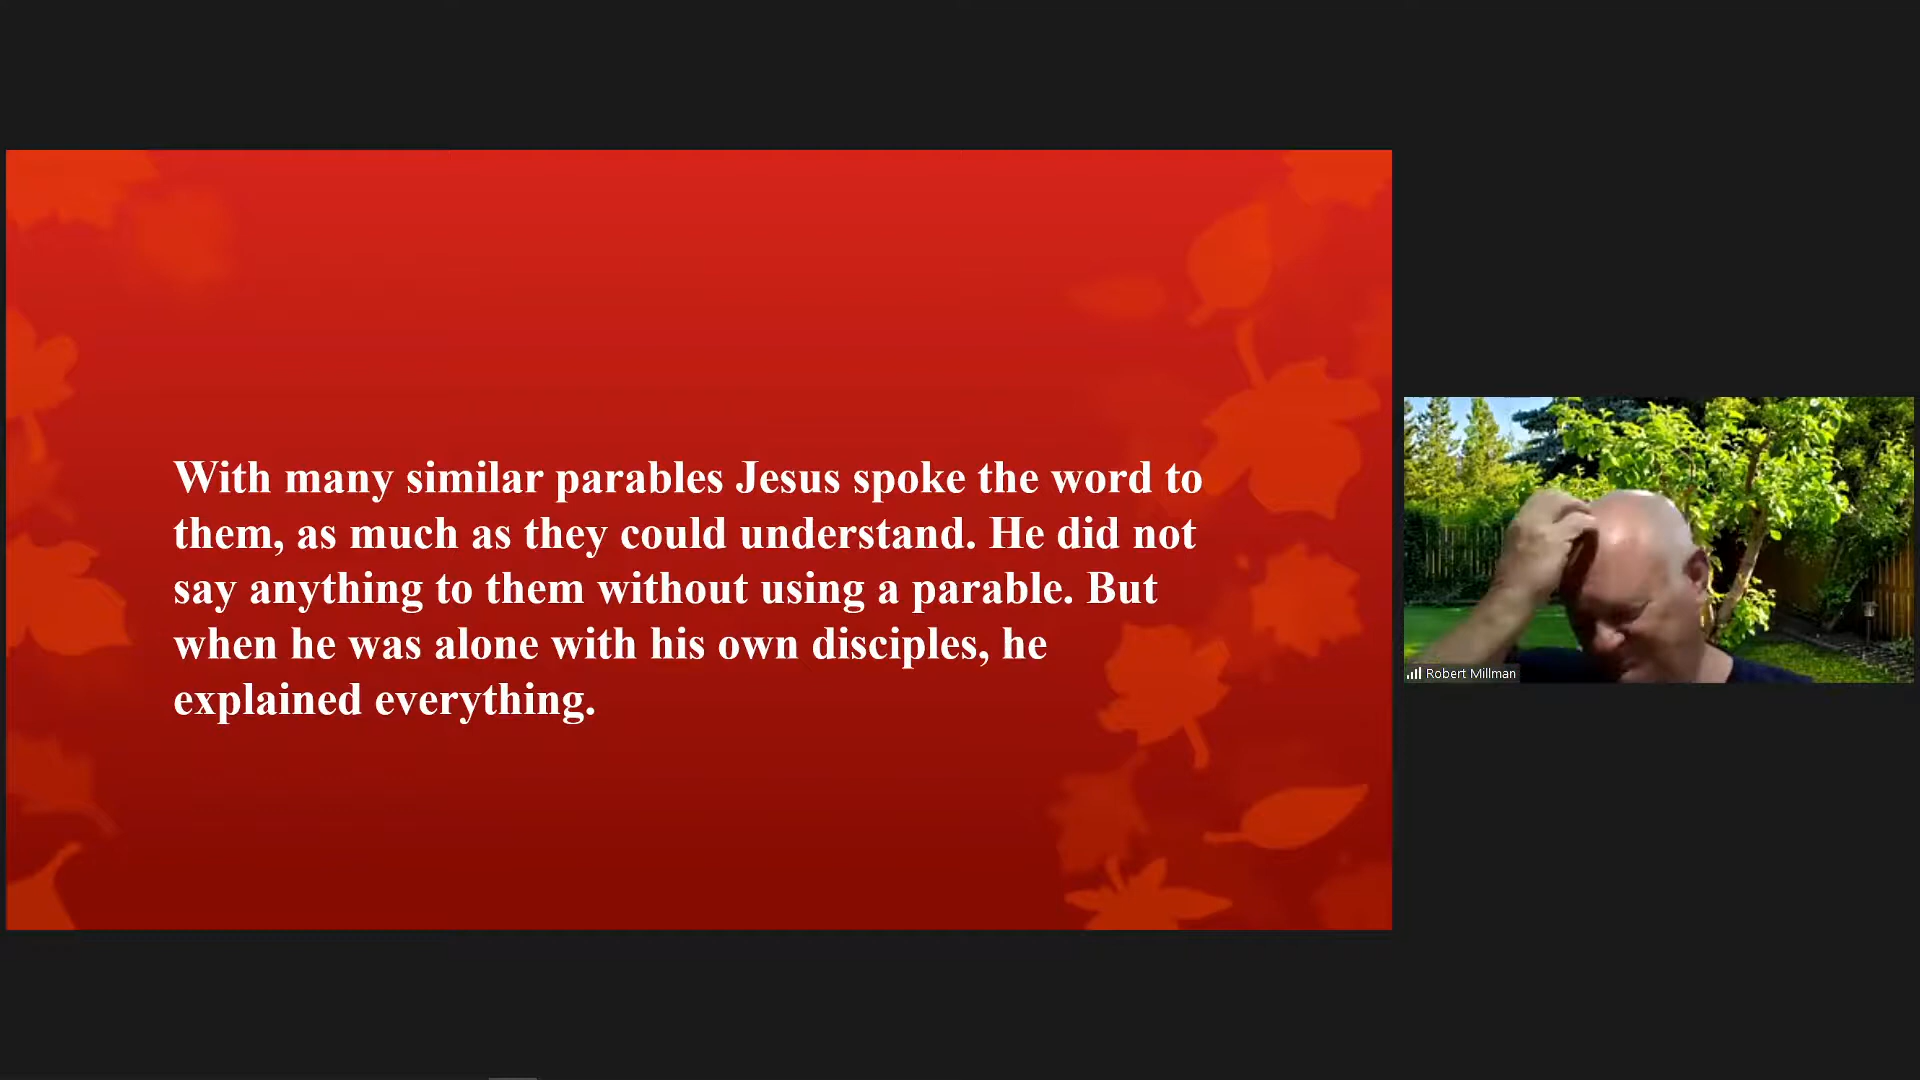 With many similar parables Jesus spoke the word to
them, as much as they could understand. He did not
say anything to them without using a parable. But
when he was alone with his own disciples, he
explained everything.
Robert Millman